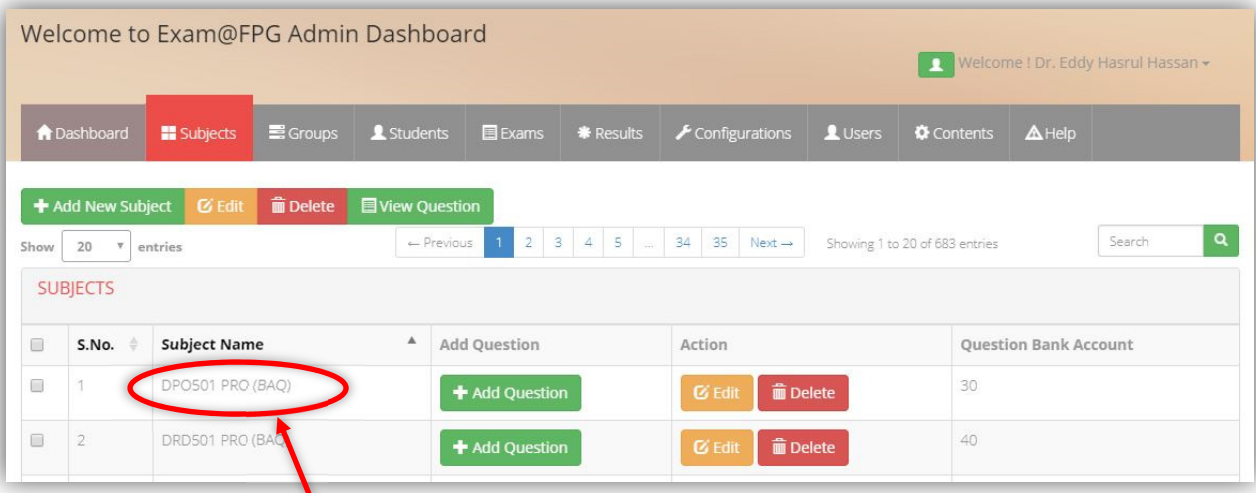 Welcome to Exam@FPG Admin Dashboard
Welcome ! Dr. Eddy Hasrul Hassan
Dashboard Subjects Groups Students Exams Results Configurations Users Contents Help
Add New Subject Edit Delete View Question
Show 20 entries ← Previous 1 2 3 4 5 ... 34 35 Next → Showing 1 to 20 of 683 entries Search
SUBJECTS
S.No. Subject Name Add Question Action Question Bank Account
1 DPO501 PRO (BAQ) Add Question Edit Delete 30
2 DRD501 PRO (BAQ) Add Question Edit Delete 40